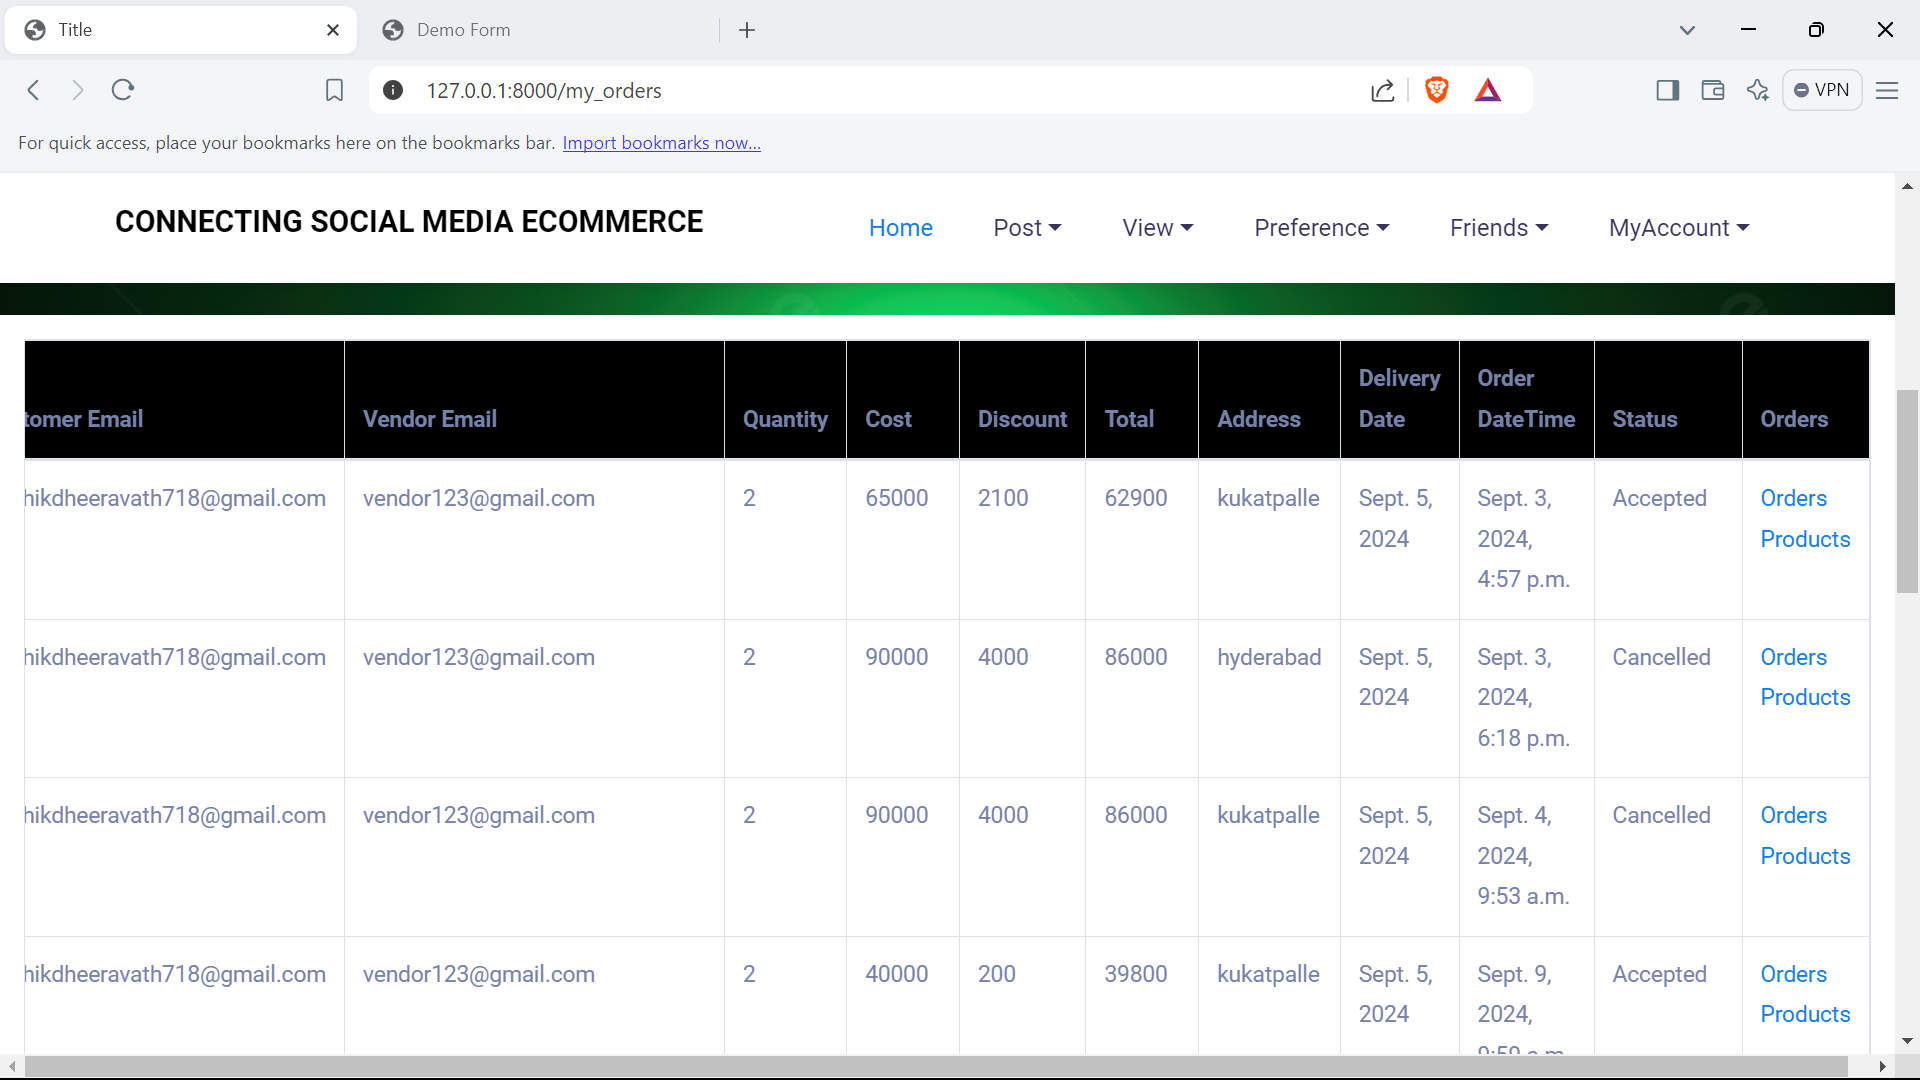 Title
Demo Form
127.0.0.1:8000/my_orders
VPN
For quick access, place your bookmarks here on the bookmarks bar. Import bookmarks now...
CONNECTING SOCIAL MEDIA ECOMMERCE
Home Post View Preference Friends MyAccount
tomer Email Vendor Email Quantity Cost Discount Total Address Delivery Date Order DateTime Status Orders
hikdheeravath718@gmail.com vendor123@gmail.com 2 65000 2100 62900 kukatpalle Sept. 5, Sept. 3, Accepted Orders
2024 2024, Products
4:57 p.m.
hikdheeravath718@gmail.com vendor123@gmail.com 2 90000 4000 86000 hyderabad Sept. 5, Sept. 3, Cancelled Orders
2024 2024, Products
6:18 p.m.
hikdheeravath718@gmail.com vendor123@gmail.com 2 90000 4000 86000 kukatpalle Sept. 5, Sept. 4, Cancelled Orders
2024 2024, Products
9:53 a.m.
hikdheeravath718@gmail.com vendor123@gmail.com 2 40000 200 39800 kukatpalle Sept. 5, Sept. 9, Accepted Orders
2024 2024, Products